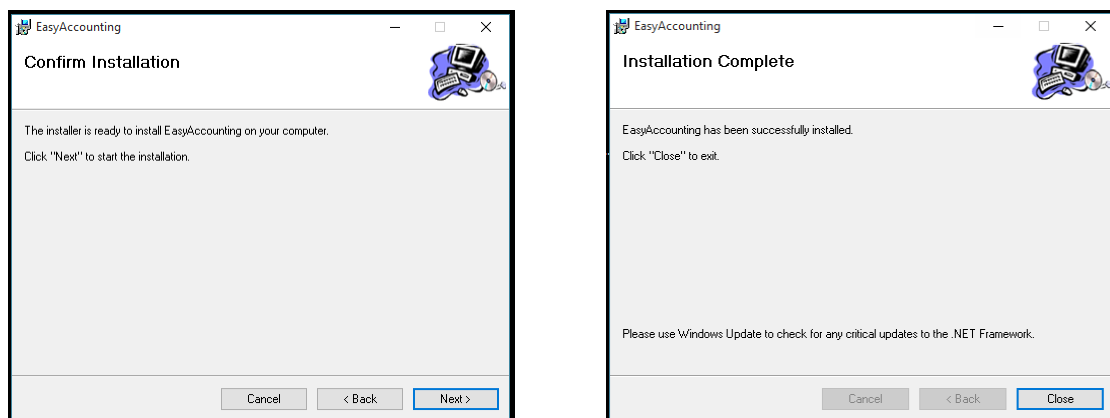 EasyAccounting
Confirm Installation
The installer is ready to install EasyAccounting on your computer.
Click "Next" to start the installation.
Cancel
< Back
Next >
EasyAccounting
Installation Complete
EasyAccounting has been successfully installed.
Click "Close" to exit.
Please use Windows Update to check for any critical updates to the .NET Framework.
Cancel
< Back
Close